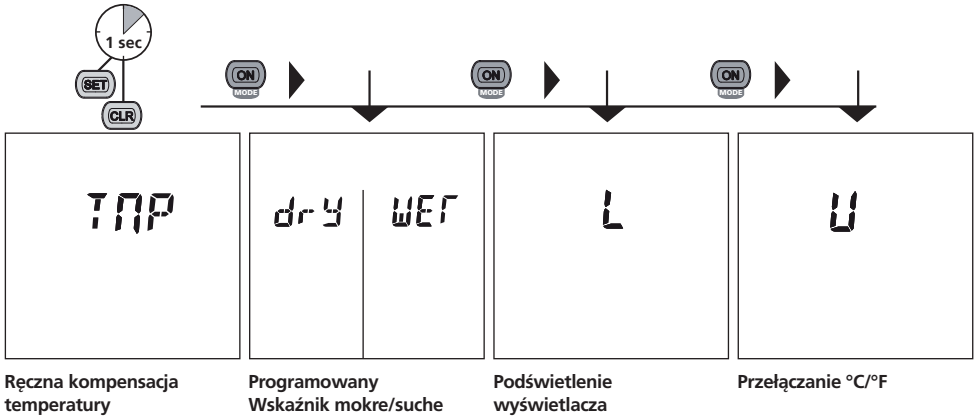 1 sec
SET
CLR
ON
MODE
ON
MODE
ON
MODE
TMP
dry
WET
L
U
Ręczna kompensacja
temperatury
Programowany
Wskaźnik mokre/suche
Podświetlenie
wyświetlacza
Przełączanie °C/°F